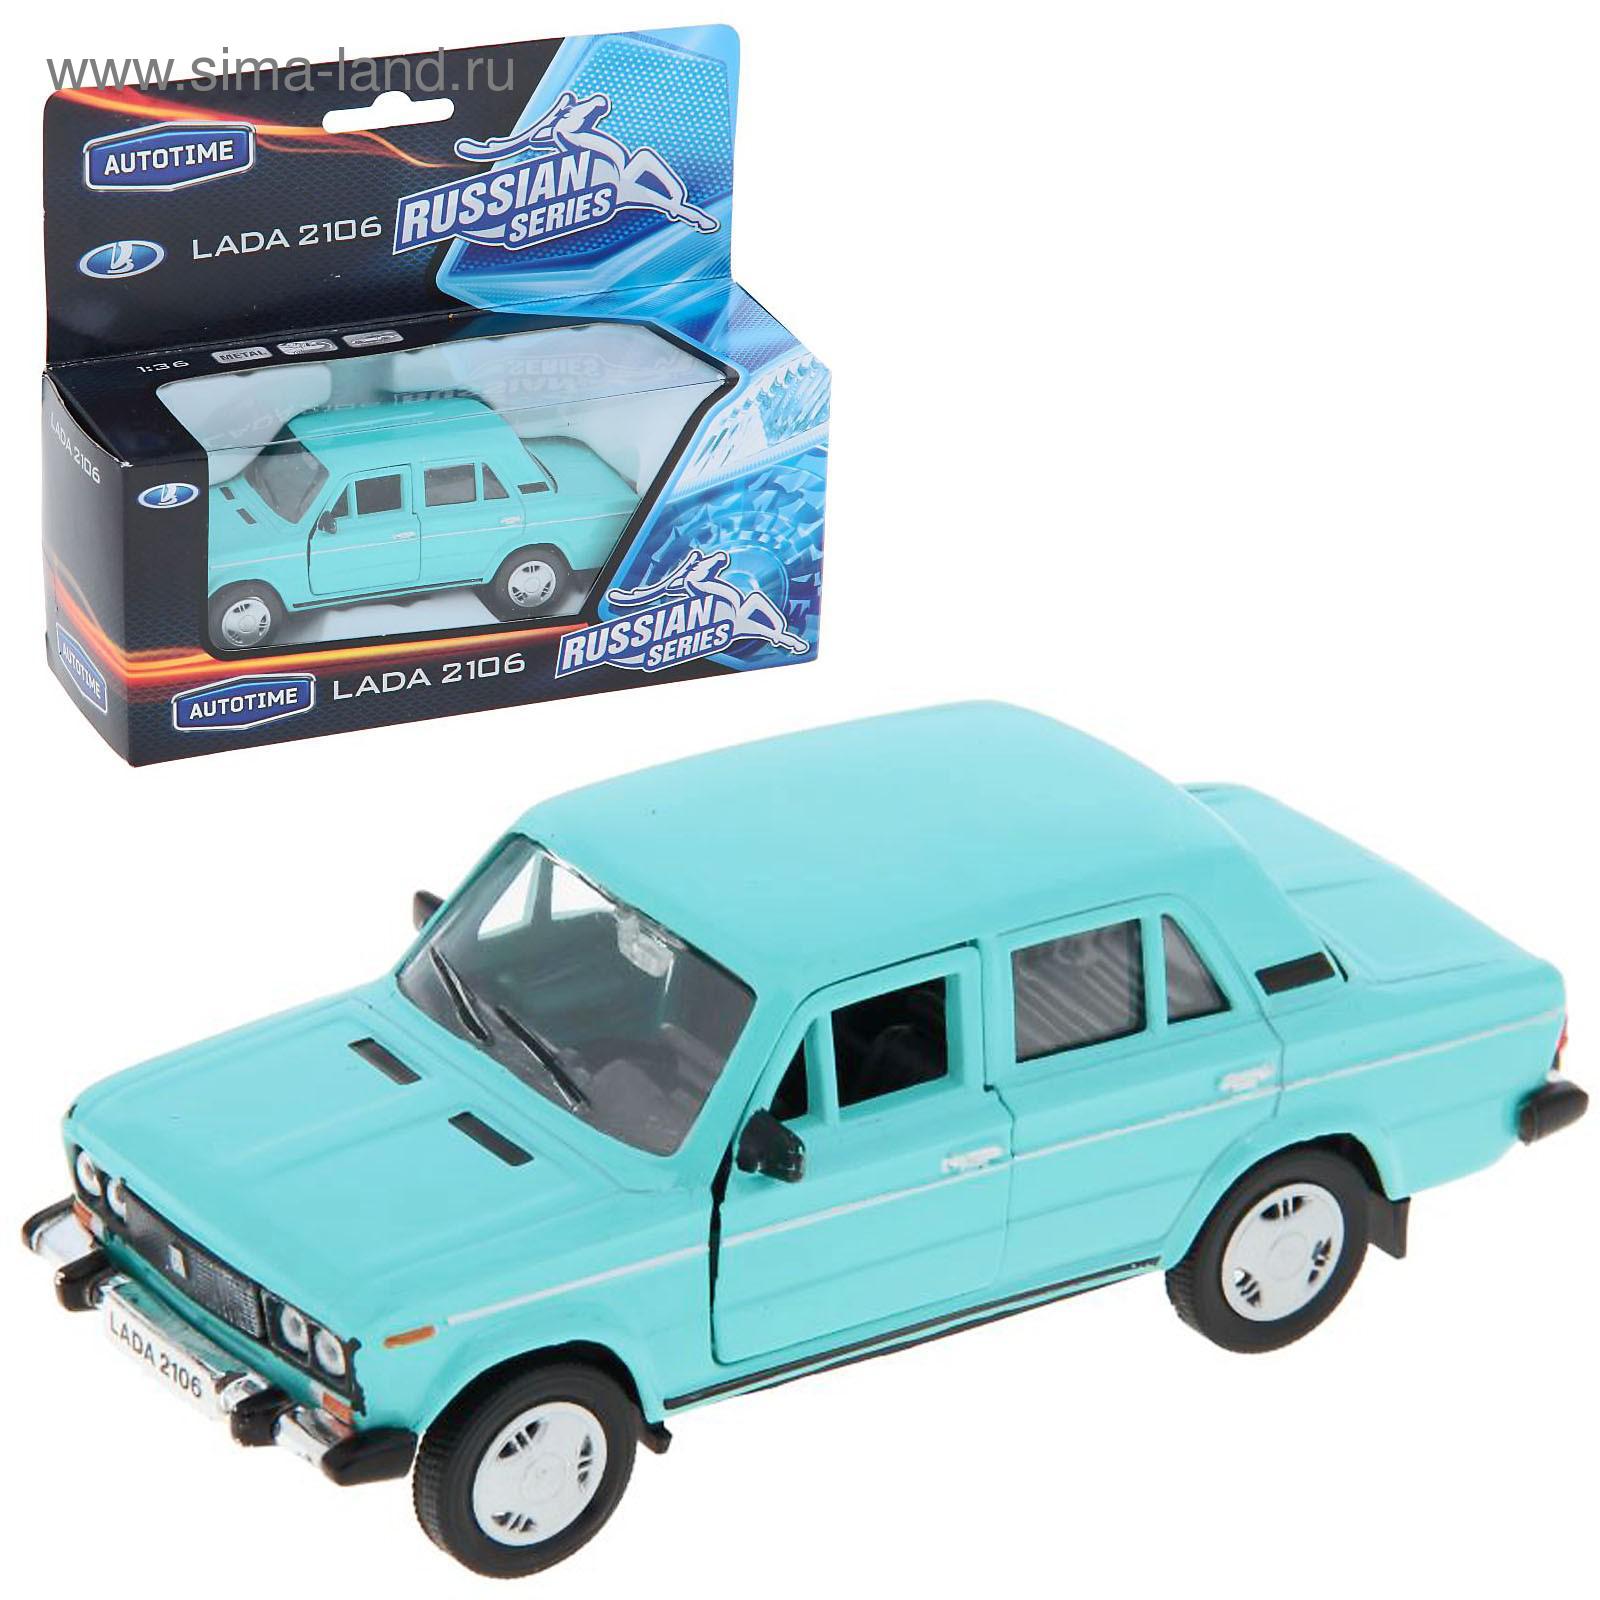 www.sima-land.ru
AUTOTIME
LADA 2106
RUSSIAN
SERIES
1:36
METAL
LADA 2106
AUTOTIME
AUTOTIME
LADA 2106
RUSSIAN
SERIES
LADA 2106